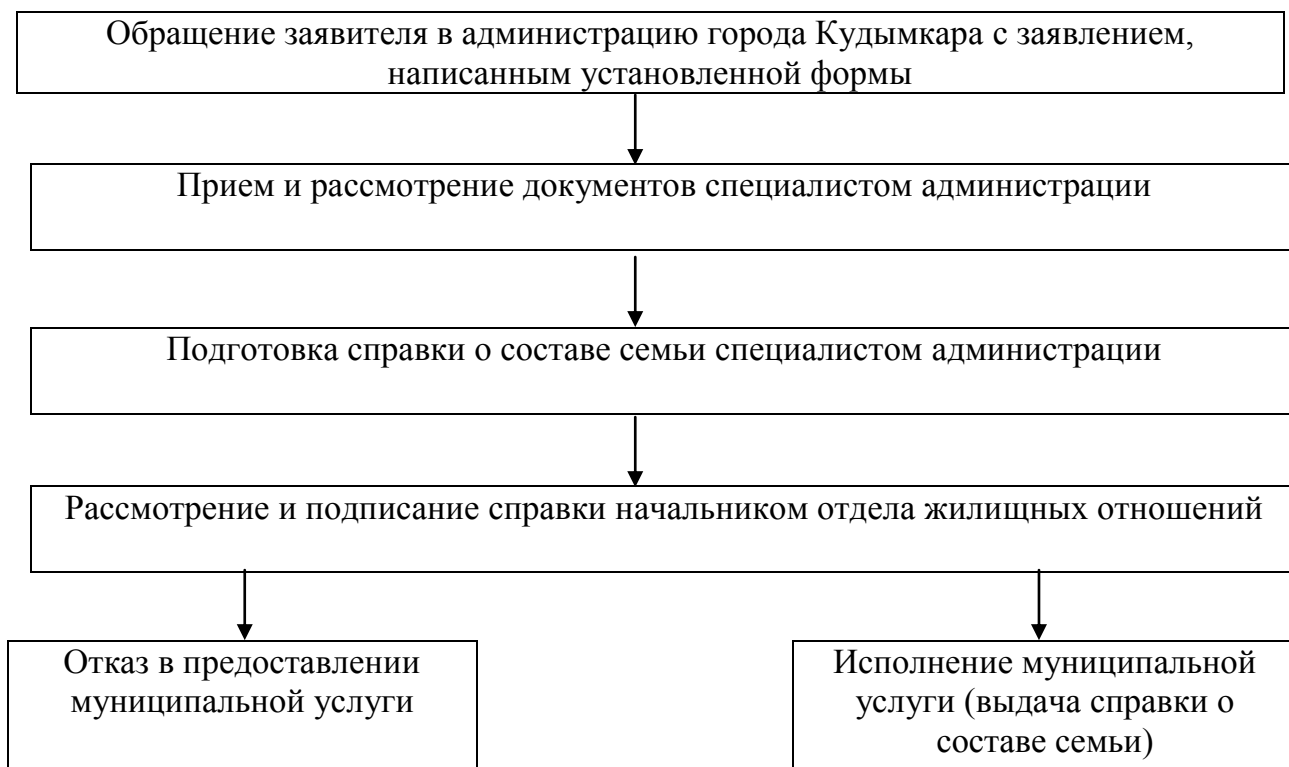 Обращение заявителя в администрацию города Кудымкара с заявлением,
написанным установленной формы
Прием и рассмотрение документов специалистом администрации
Подготовка справки о составе семьи специалистом администрации
Рассмотрение и подписание справки начальником отдела жилищных отношений
Отказ в предоставлении
муниципальной услуги
Исполнение муниципальной
услуги (выдача справки о
составе семьи)